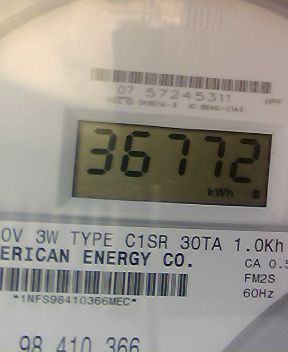 07 57245311
36772
kWh
0V 3W TYPE C1SR 30TA 1.0Kh
ERICAN ENERGY CO.
CA 0.5
FM2S
60Hz
*1NFS98410366MEC*
98 410 366